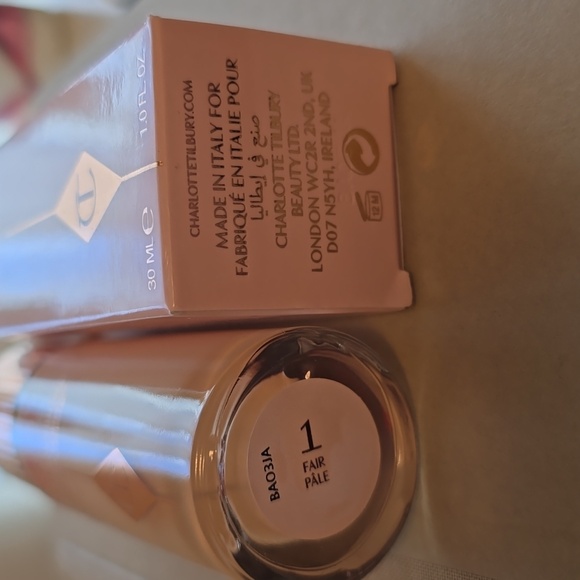 CHARLOTTETILBURY.COM
MADE IN ITALY FOR
FABRIQUÉ EN ITALIE POUR
صنع في إيطاليا
CHARLOTTE TILBURY
BEAUTY LTD.
LONDON WC2R 2ND, UK
D07 N5YH, IRELAND
12 M
30 ML ℮ 1.0 FL. OZ.
BA03JA
1
FAIR
PÂLE